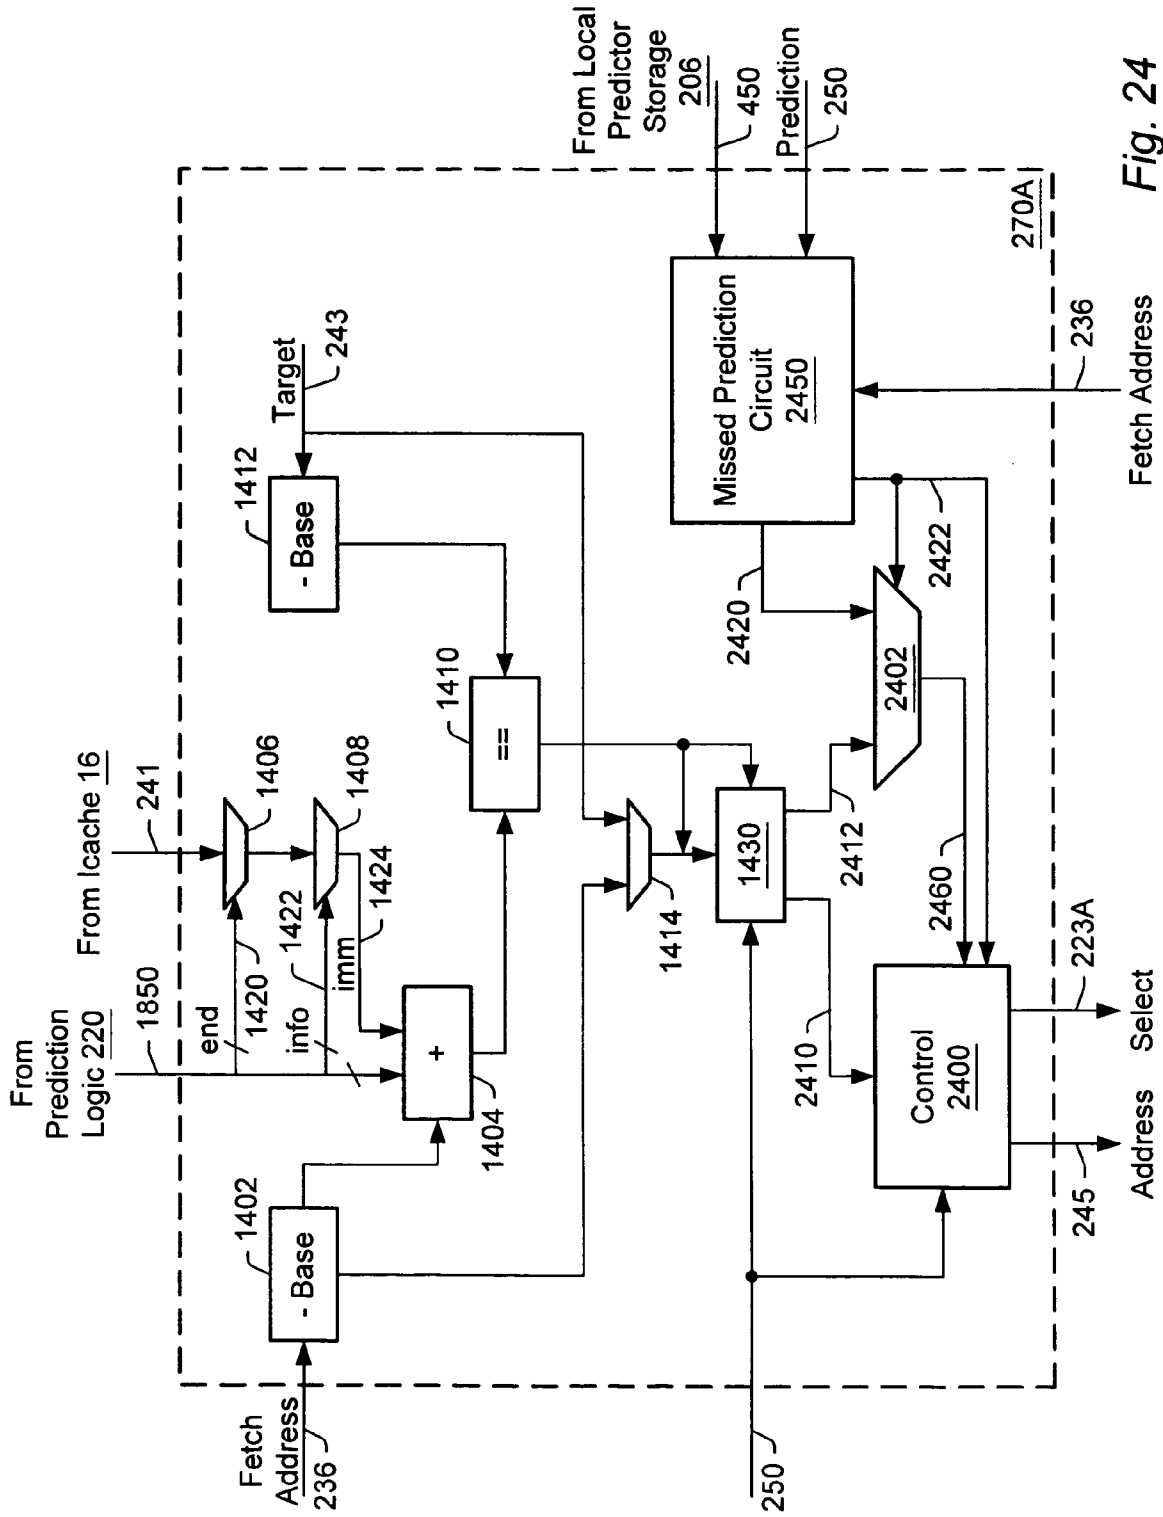 From
Prediction
Logic 220
1850
From Icache 16
241
Fetch
Address
236
1402
- Base
end
1420
info
1422
imm
1424
1406
1408
+
1404
1410
==
1412
- Base
Target
243
1414
1430
250
2410
2412
Control
2400
2460
2402
2420
2422
Missed Prediction
Circuit
2450
From Local
Predictor
Storage
206
450
Prediction
250
270A
245
Address
223A
Select
236
Fetch Address
Fig. 24